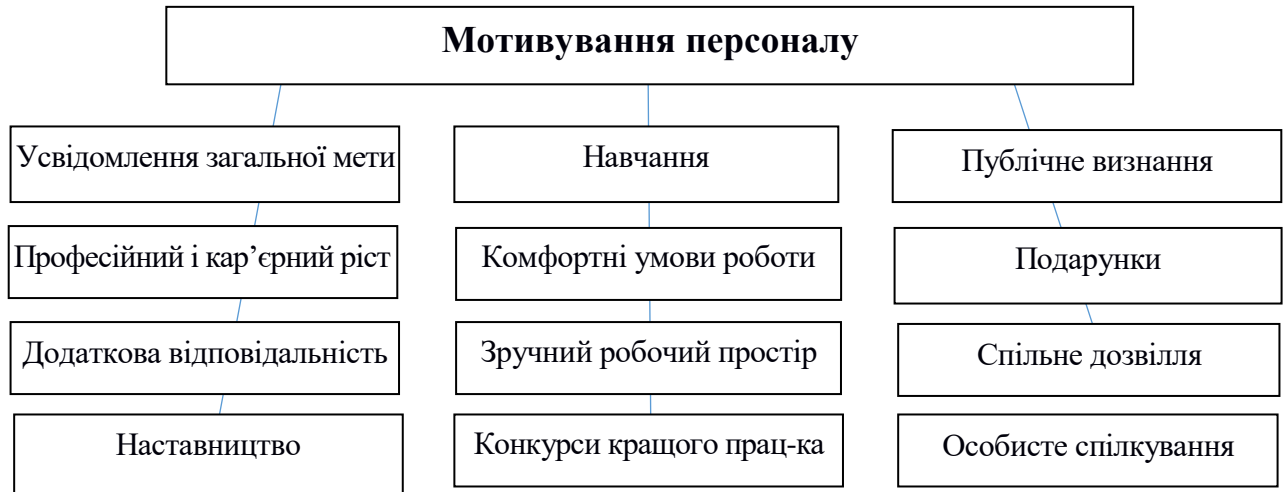 Мотивування персоналу
Усвідомлення загальної мети
Навчання
Публічне визнання
Професійний і кар’єрний ріст
Комфортні умови роботи
Подарунки
Додаткова відповідальність
Зручний робочий простір
Спільне дозвілля
Наставництво
Конкурси кращого прац-ка
Особисте спілкування